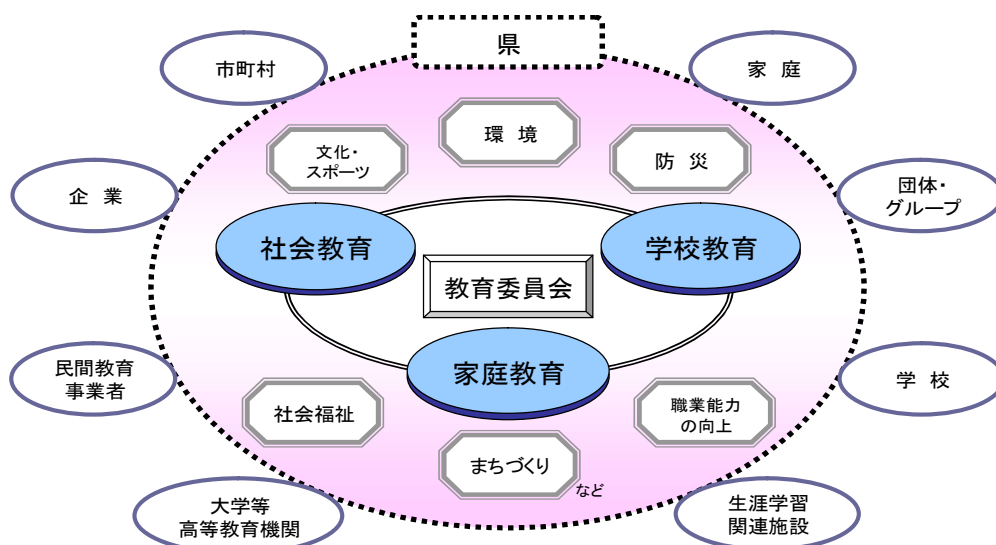 県
市町村
家 庭
環 境
文化・
スポーツ
防 災
企 業
団体・
グループ
社会教育
学校教育
教育委員会
民間教育
事業者
家庭教育
学 校
社会福祉
職業能力
の向上
まちづくり
など
大学等
高等教育機関
生涯学習
関連施設